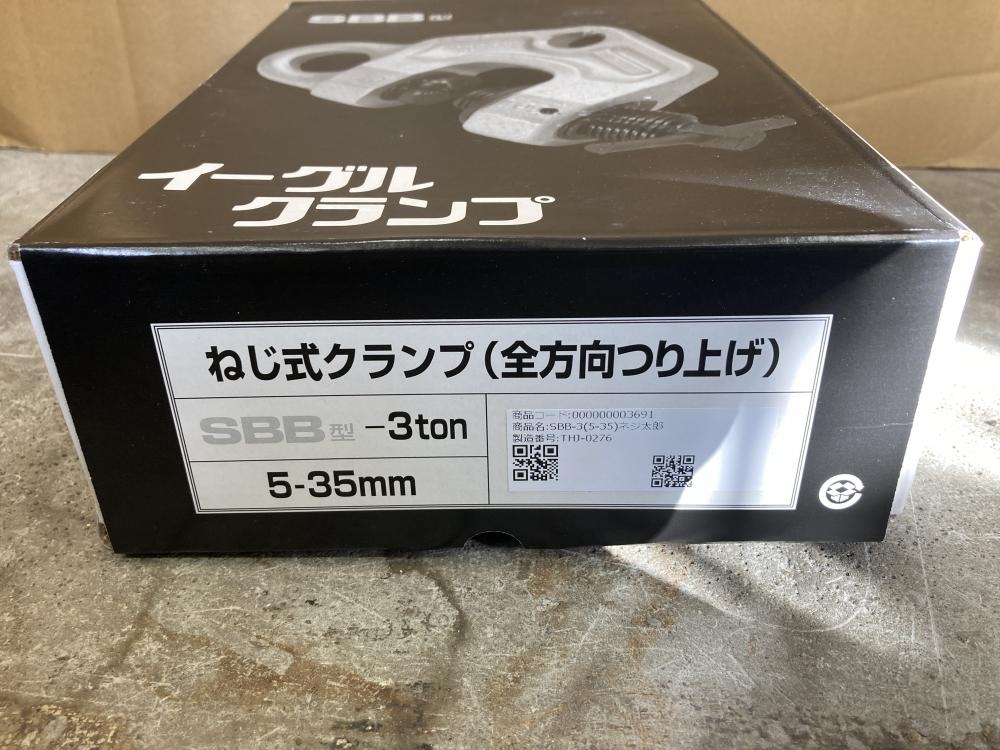 SBB型
イーグル
クランプ
ねじ式クランプ(全方向つり上げ)
SBB型 -3ton
5-35mm
商品コード:000000003691
商品名:SBB-3(5-35)ネジ太郎
製造番号:THJ-0276